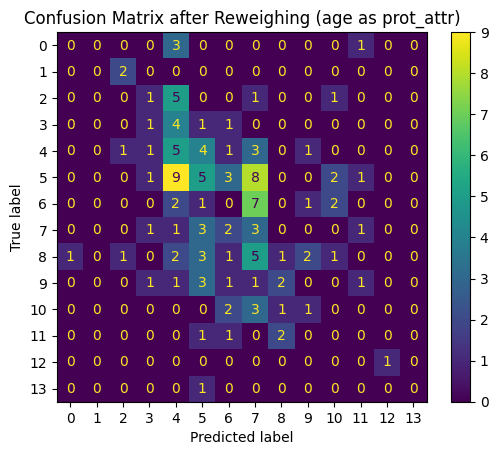 Confusion Matrix after Reweighing (age as prot_attr)
0 0 0 0 0 3 0 0 0 0 0 0 1 0 0
1 0 0 2 0 0 0 0 0 0 0 0 0 0 0
2 0 0 0 1 5 0 0 1 0 0 1 0 0 0
3 0 0 0 1 4 1 1 0 0 0 0 0 0 0
4 0 0 1 1 5 4 1 3 0 1 0 0 0 0
5 0 0 0 1 9 5 3 8 0 0 2 1 0 0
6 0 0 0 0 2 1 0 7 0 1 2 0 0 0
7 0 0 0 1 1 3 2 3 0 0 0 1 0 0
8 1 0 1 0 2 3 1 5 1 2 1 0 0 0
9 0 0 0 1 1 3 1 1 2 0 0 1 0 0
10 0 0 0 0 0 0 2 3 1 1 0 0 0 0
11 0 0 0 0 0 1 1 0 2 0 0 0 0 0
12 0 0 0 0 0 0 0 0 0 0 0 0 1 0
13 0 0 0 0 0 1 0 0 0 0 0 0 0 0
0 1 2 3 4 5 6 7 8 9 10 11 12 13
Predicted label
True label
9
8
7
6
5
4
3
2
1
0